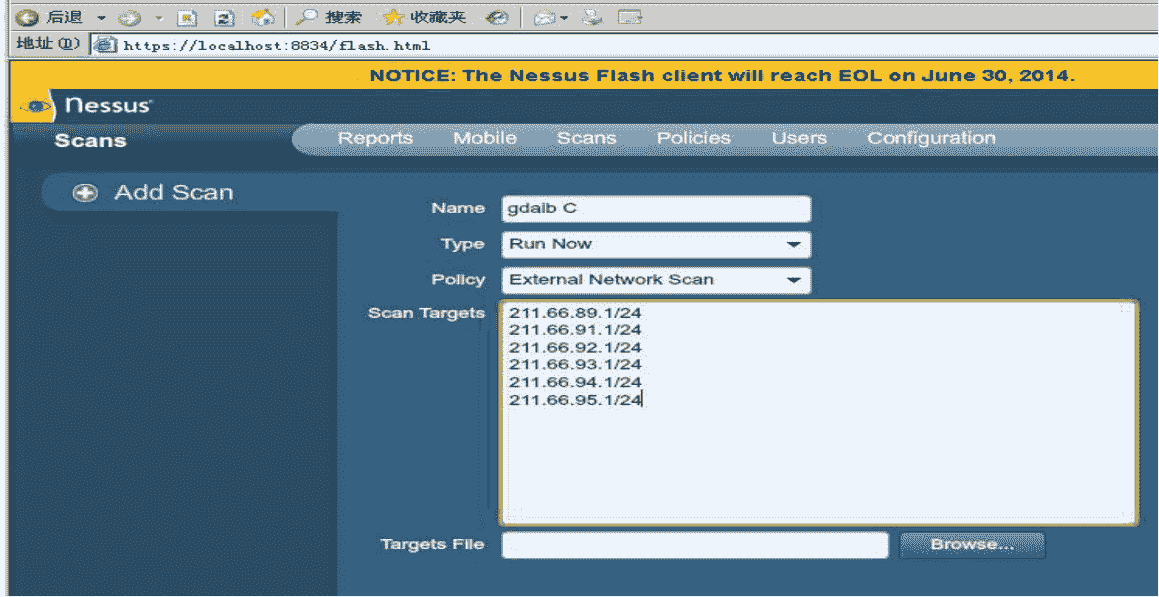 后退 搜索 收藏夹
地址(D) https://localhost:8834/flash.html
NOTICE: The Nessus Flash client will reach EOL on June 30, 2014.
Nessus
Scans Reports Mobile Scans Policies Users Configuration
Add Scan
Name gdaib C
Type Run Now
Policy External Network Scan
Scan Targets 211.66.89.1/24
211.66.91.1/24
211.66.92.1/24
211.66.93.1/24
211.66.94.1/24
211.66.95.1/24
Targets File Browse...